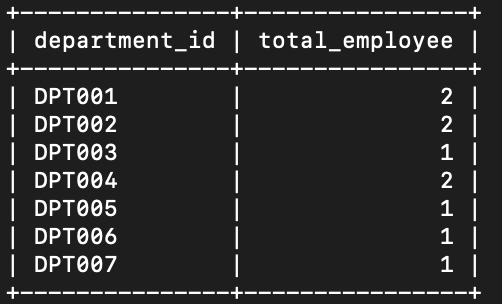 +---------------+----------------+
| department_id | total_employee |
+---------------+----------------+
| DPT001        |              2 |
| DPT002        |              2 |
| DPT003        |              1 |
| DPT004        |              2 |
| DPT005        |              1 |
| DPT006        |              1 |
| DPT007        |              1 |
+---------------+----------------+